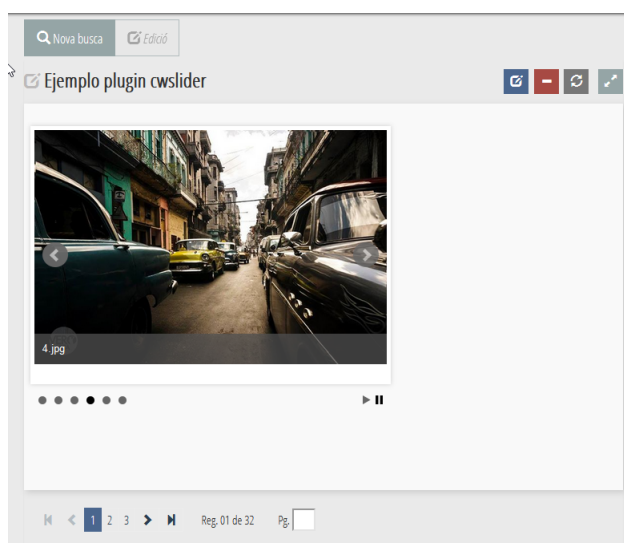 Nova busca
Edició
Ejemplo plugin cwslider
4.jpg
1 2 3
Reg. 01 de 32
Pg.